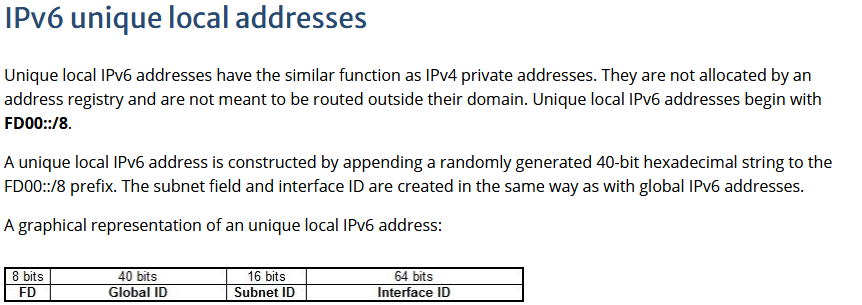 IPv6 unique local addresses
Unique local IPv6 addresses have the similar function as IPv4 private addresses. They are not allocated by an
address registry and are not meant to be routed outside their domain. Unique local IPv6 addresses begin with
FD00::/8.
A unique local IPv6 address is constructed by appending a randomly generated 40-bit hexadecimal string to the
FD00::/8 prefix. The subnet field and interface ID are created in the same way as with global IPv6 addresses.
A graphical representation of an unique local IPv6 address:
8 bits 40 bits 16 bits 64 bits
FD Global ID Subnet ID Interface ID